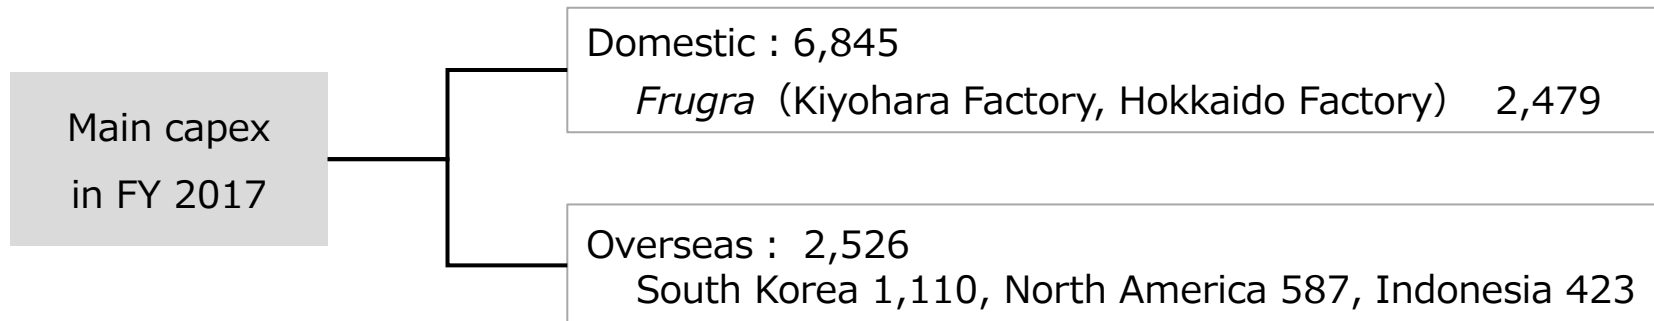 Main capex
in FY 2017
Domestic : 6,845
Frugra（Kiyohara Factory, Hokkaido Factory） 2,479
Overseas : 2,526
South Korea 1,110, North America 587, Indonesia 423